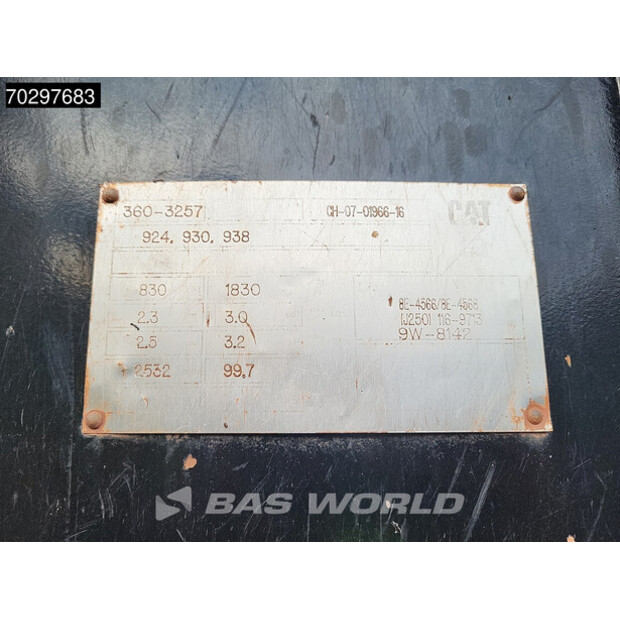 70297683
360-3257 CH-07-01966-16 CAT
924, 930, 938
830 1830
2.3 3.0
2.5 3.2
2532 99.7
8E-4566/8E-4568
(J250) 116-9713
9W-8142
BAS WORLD